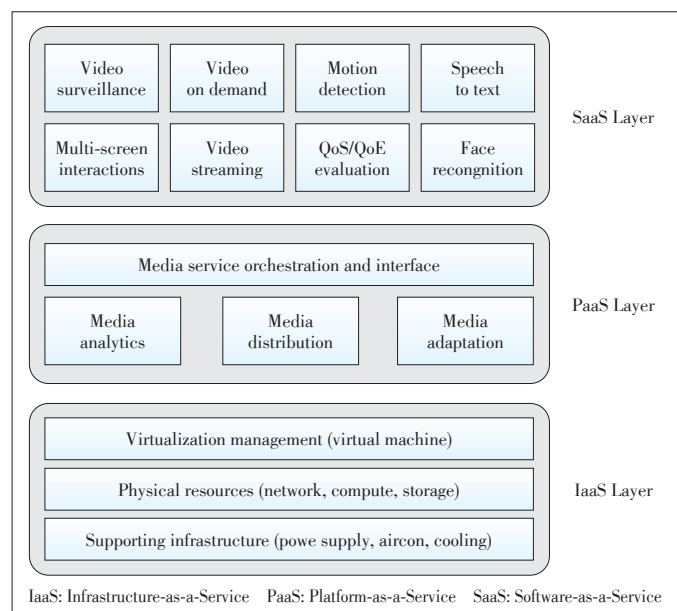 Video
surveillance
Video
on demand
Motion
detection
Speech
to text
SaaS Layer
Multi-screen
interactions
Video
streaming
QoS/QoE
evaluation
Face
recongnition
Media service orchestration and interface
PaaS Layer
Media
analytics
Media
distribution
Media
adaptation
Virtualization management (virtual machine)
Physical resources (network, compute, storage)
IaaS Layer
Supporting infrastructure (powe supply, aircon, cooling)
IaaS: Infrastructure-as-a-Service PaaS: Platform-as-a-Service SaaS: Software-as-a-Service